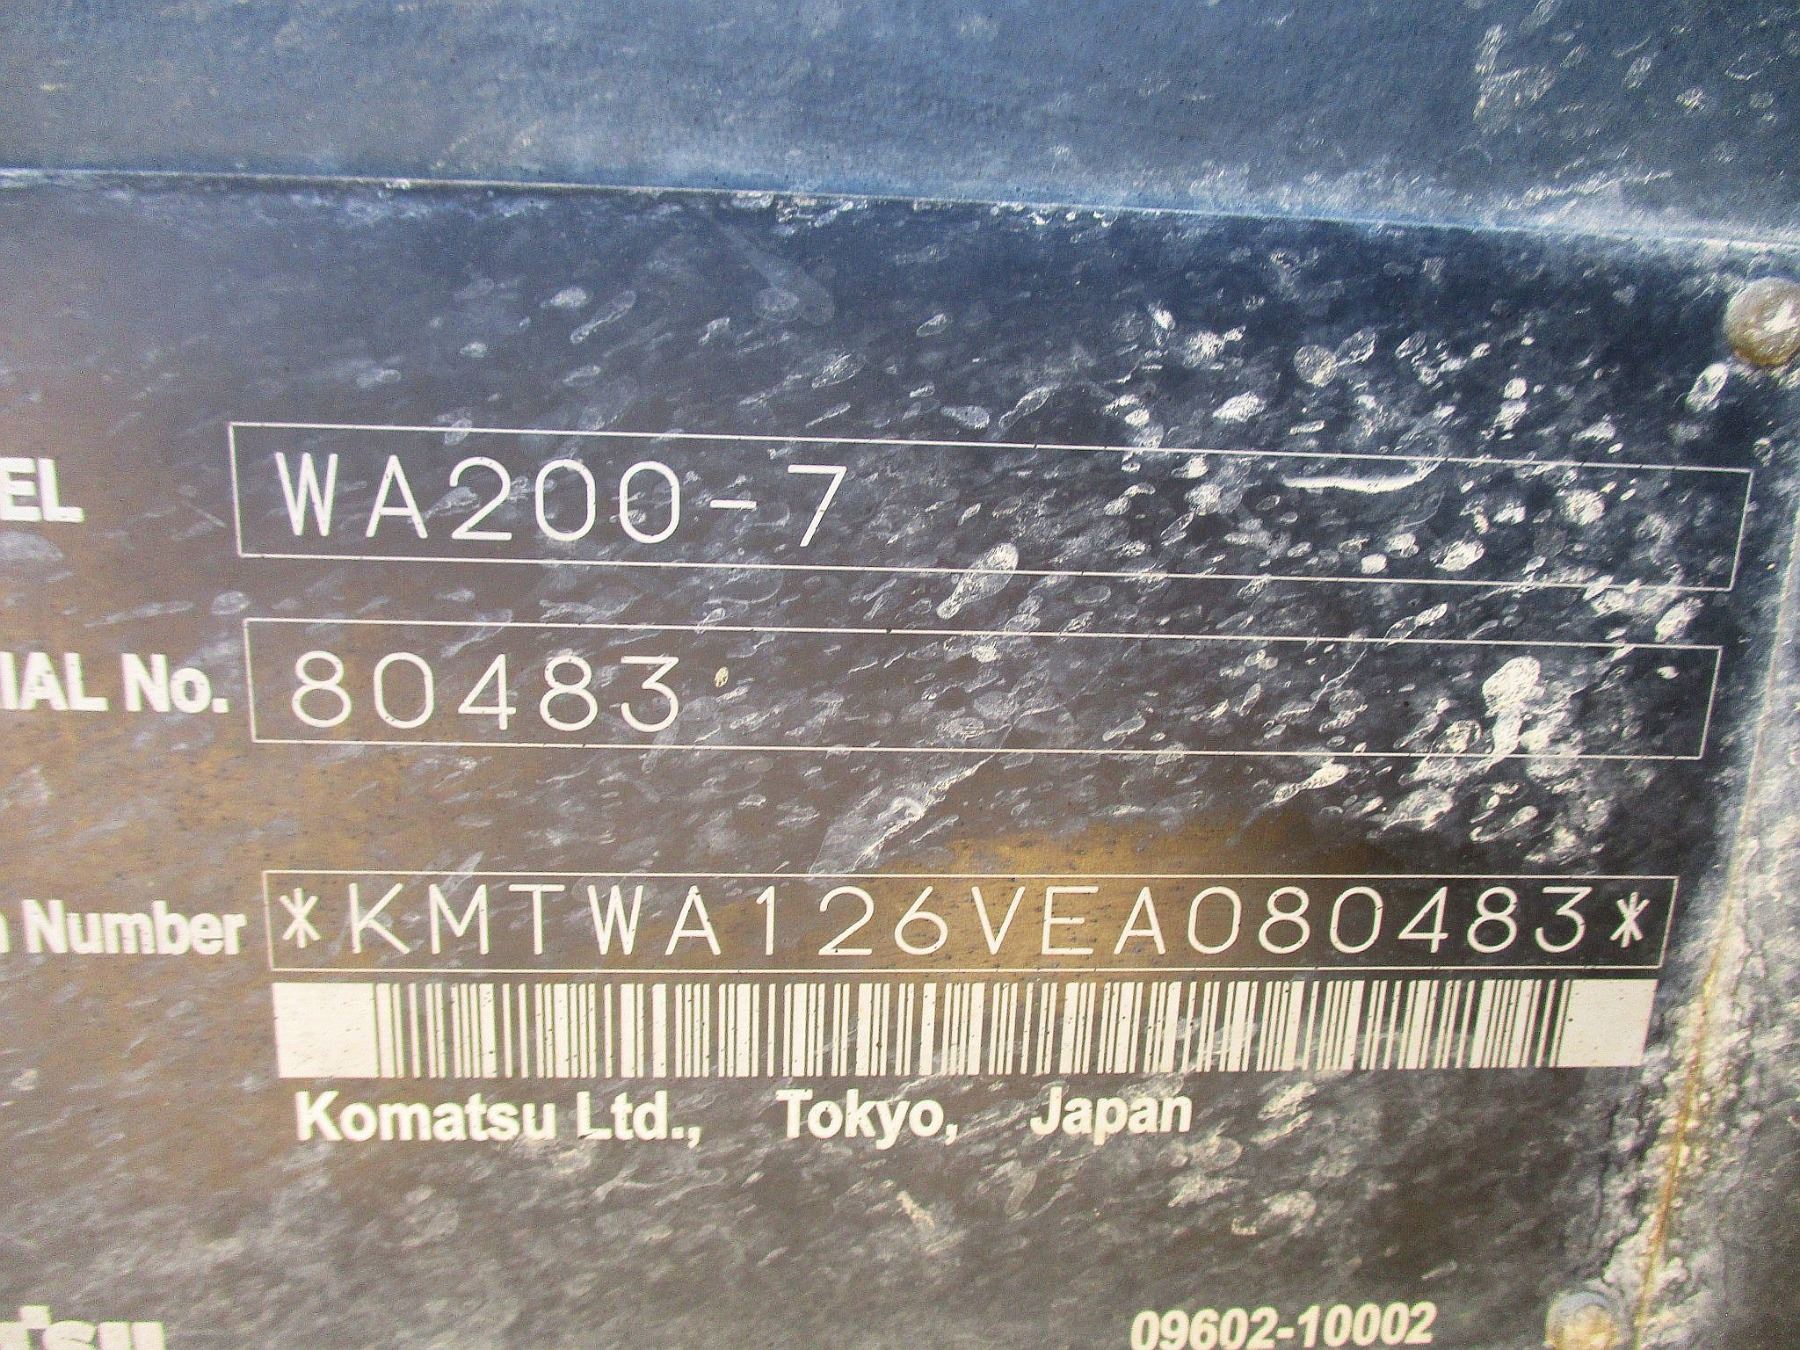 EL WA200-7
IAL No. 80483
n Number *KMTWA126VEA080483*
Komatsu Ltd., Tokyo, Japan
09602-10002